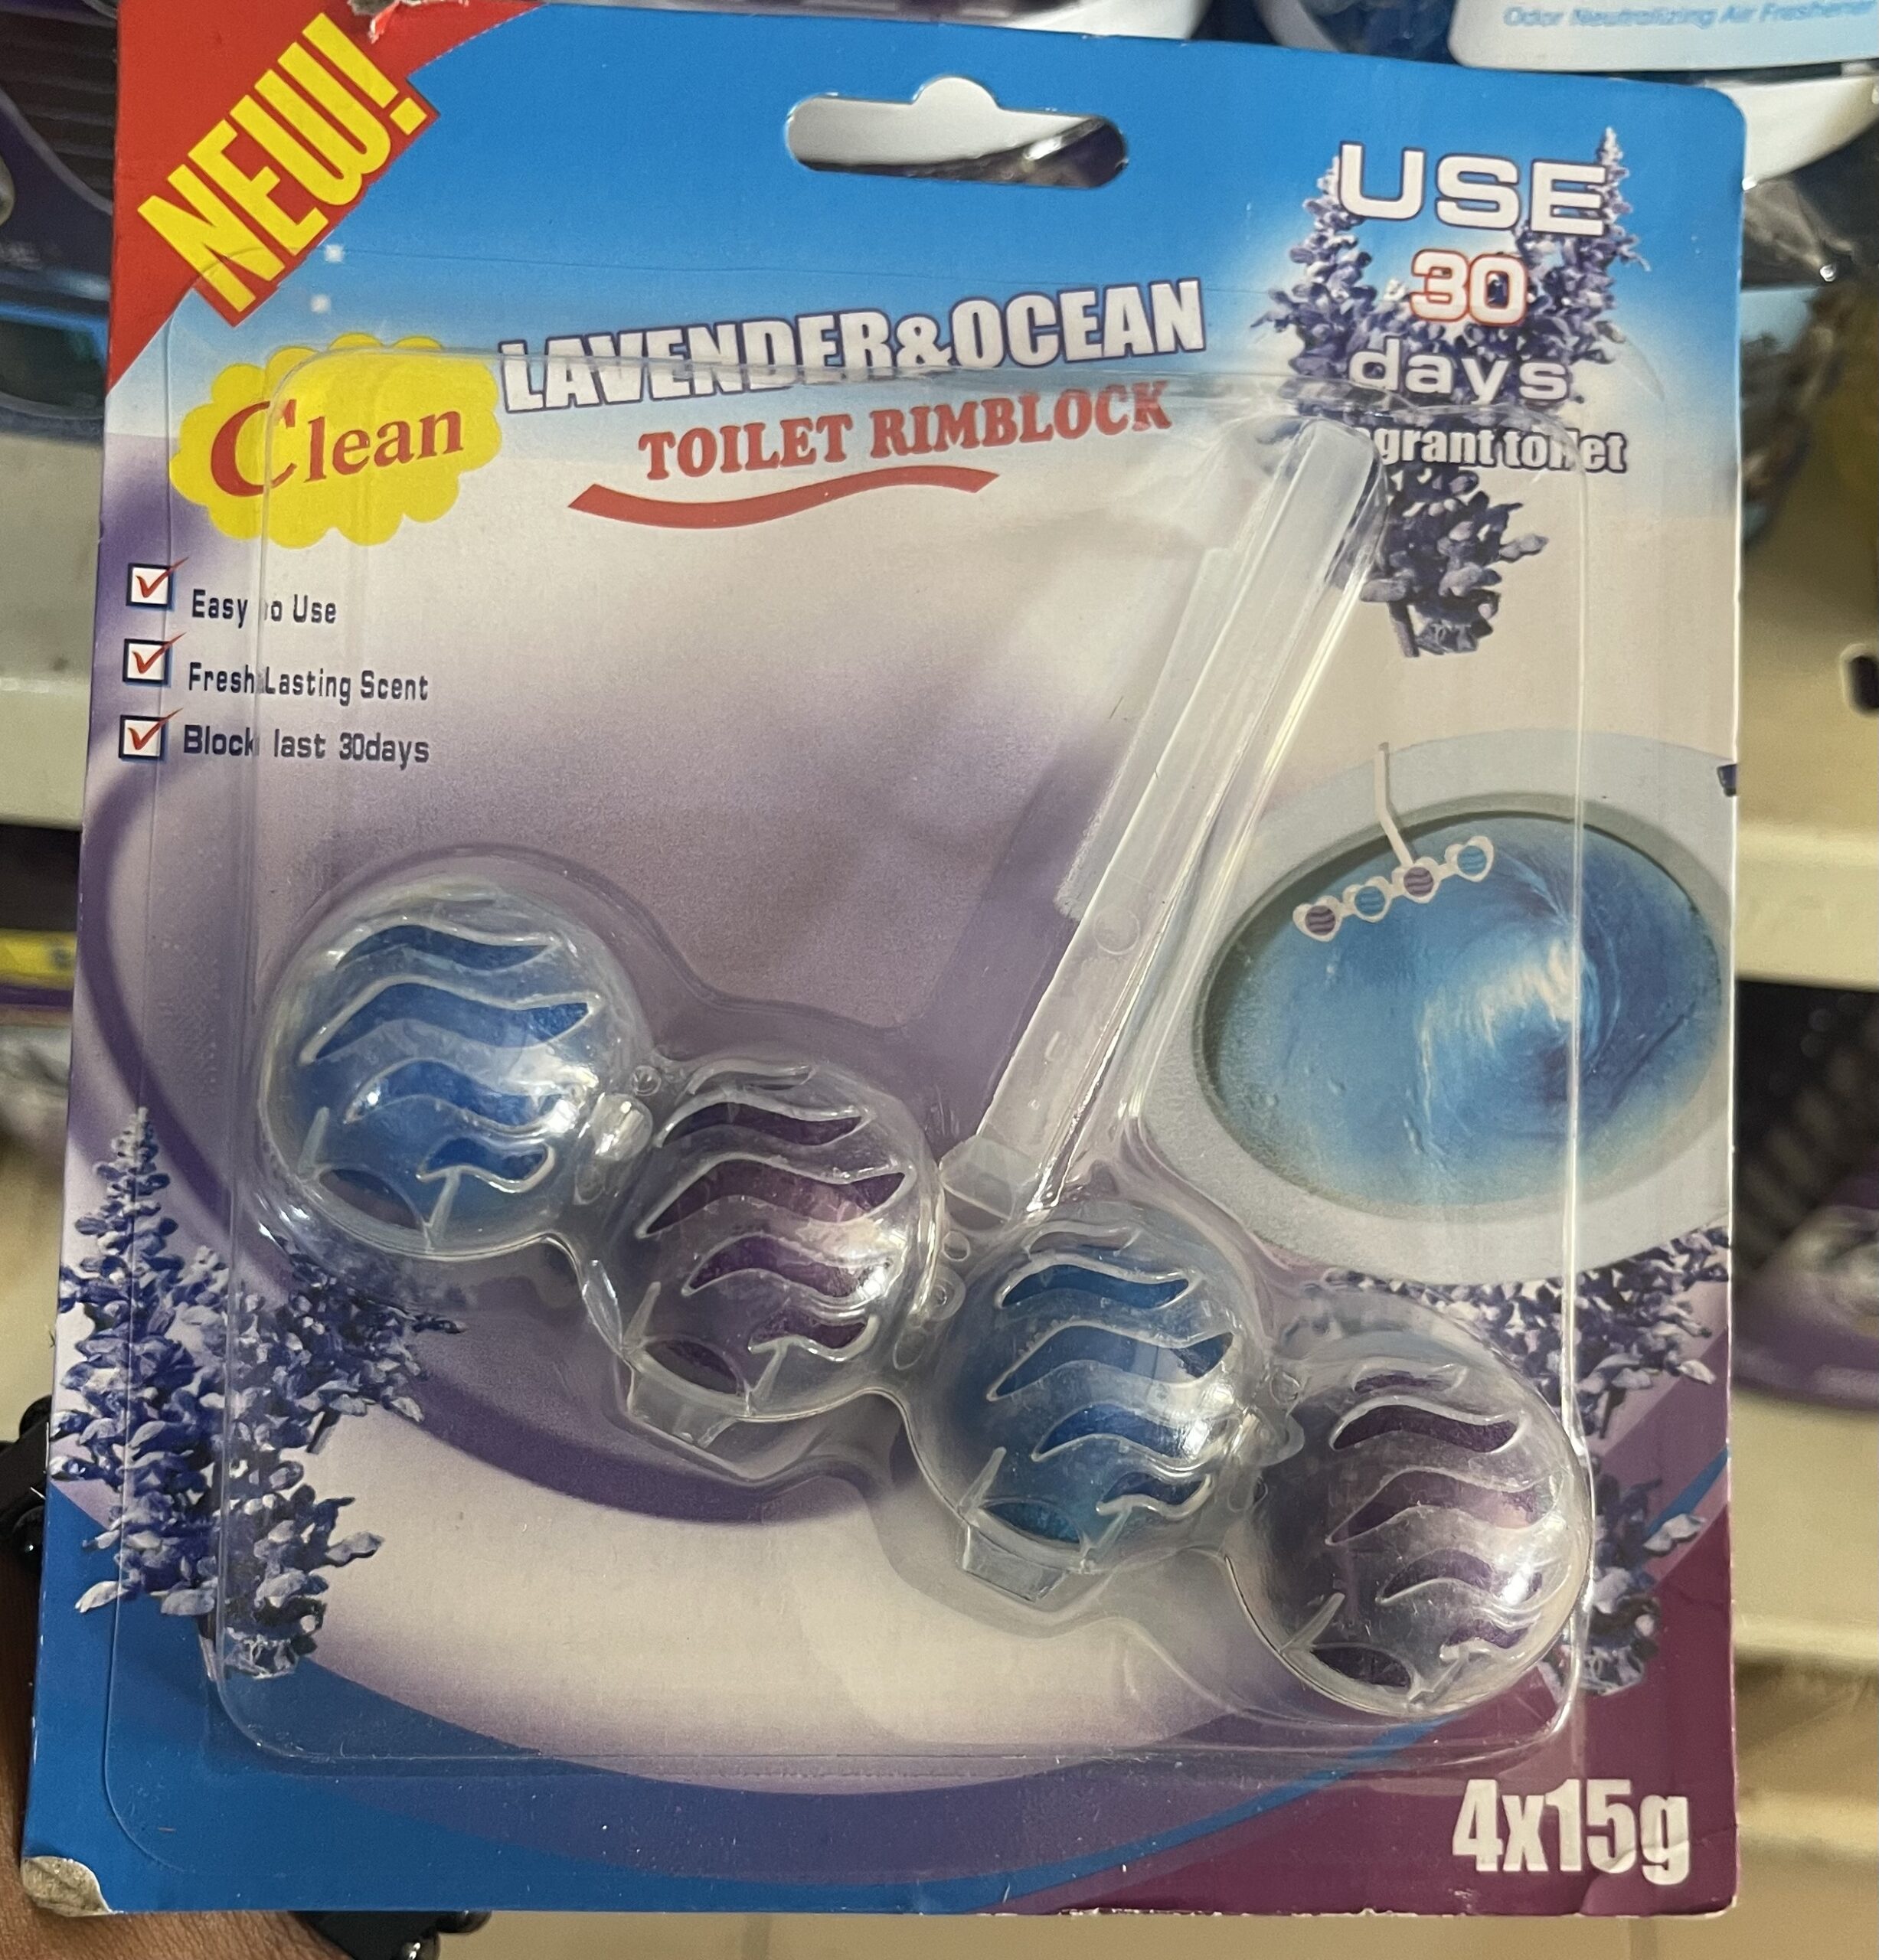 Odor Neutralizing Air Freshener
NEW!
USE
30
days
grant toilet
LAVENDER&OCEAN
TOILET RIMBLOCK
Clean
Easy to Use
Fresh Lasting Scent
Block last 30days
4x15g